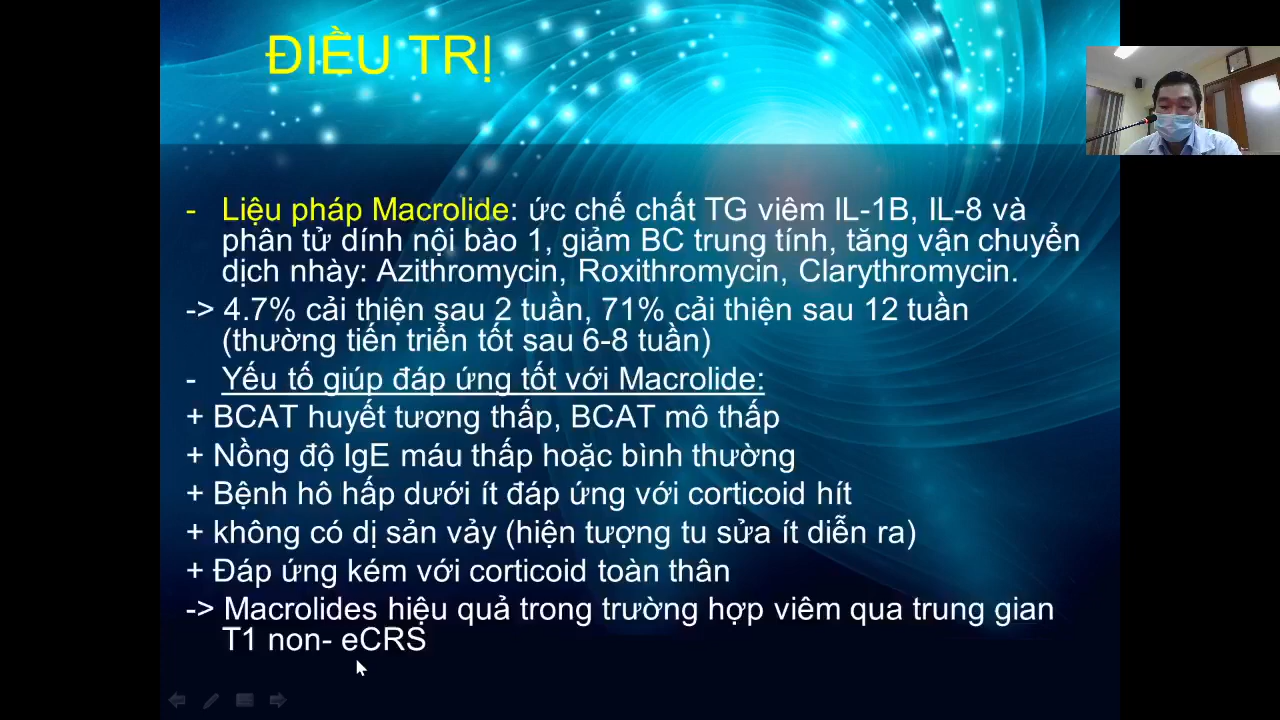 ĐIỀU TRỊ
- Liệu pháp Macrolide: ức chế chất TG viêm IL-1B, IL-8 và
phân tử dính nội bào 1, giảm BC trung tính, tăng vận chuyển
dịch nhày: Azithromycin, Roxithromycin, Clarythromycin.
-> 4.7% cải thiện sau 2 tuần, 71% cải thiện sau 12 tuần
(thường tiến triển tốt sau 6-8 tuần)
- Yếu tố giúp đáp ứng tốt với Macrolide:
+ BCAT huyết tương thấp, BCAT mô thấp
+ Nồng độ IgE máu thấp hoặc bình thường
+ Bệnh hô hấp dưới ít đáp ứng với corticoid hít
+ không có dị sản vảy (hiện tượng tu sửa ít diễn ra)
+ Đáp ứng kém với corticoid toàn thân
-> Macrolides hiệu quả trong trường hợp viêm qua trung gian
T1 non- eCRS